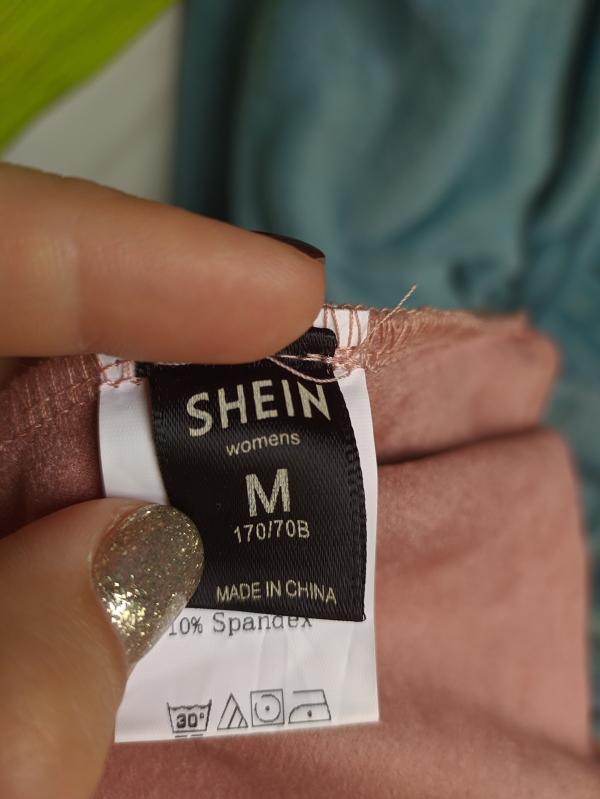 SHEIN
womens
M
170/70B
MADE IN CHINA
10% Spandex
30°